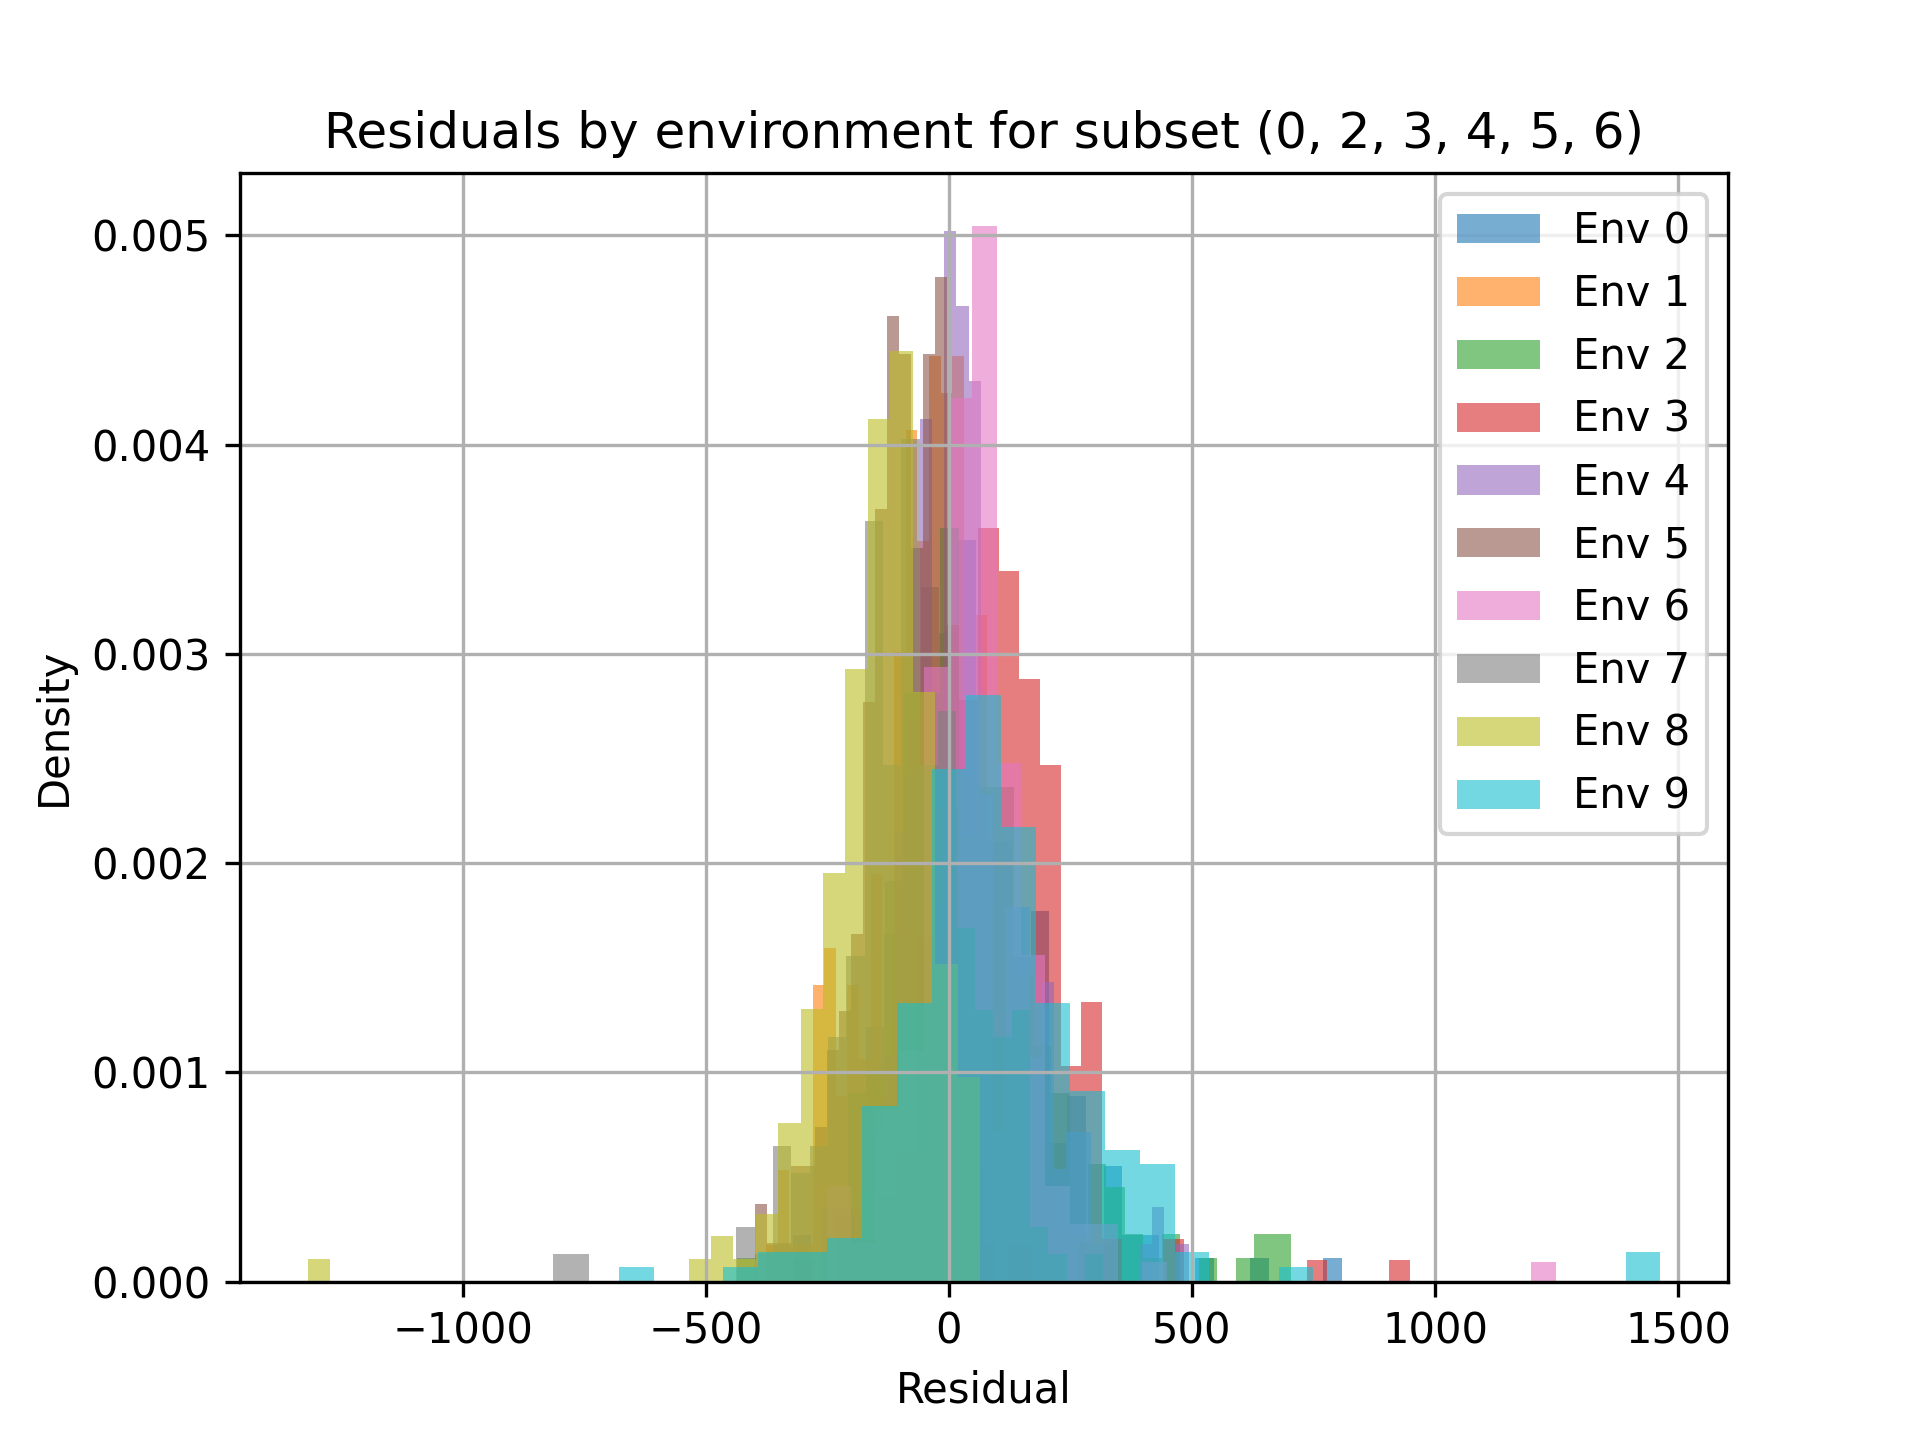 Residuals by environment for subset (0, 2, 3, 4, 5, 6)
0.005
0.004
0.003
0.002
0.001
0.000
Density
Env 0
Env 1
Env 2
Env 3
Env 4
Env 5
Env 6
Env 7
Env 8
Env 9
−1000 −500 0 500 1000 1500
Residual